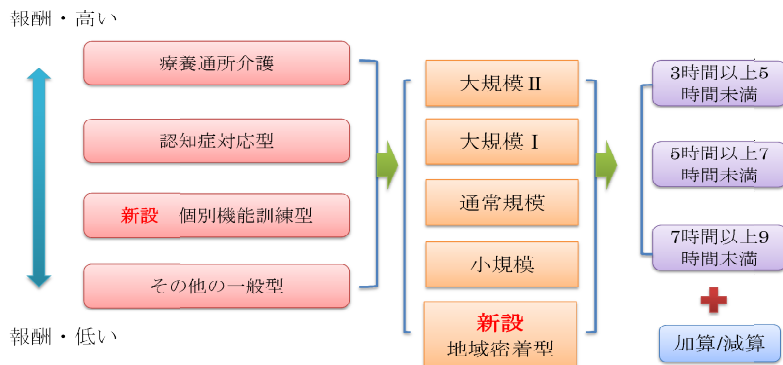 報酬・高い
療養通所介護
認知症対応型
新設 個別機能訓練型
その他の一般型
報酬・低い
大規模Ⅱ
大規模Ⅰ
通常規模
小規模
新設
地域密着型
3時間以上5
時間未満
5時間以上7
時間未満
7時間以上9
時間未満
加算/減算